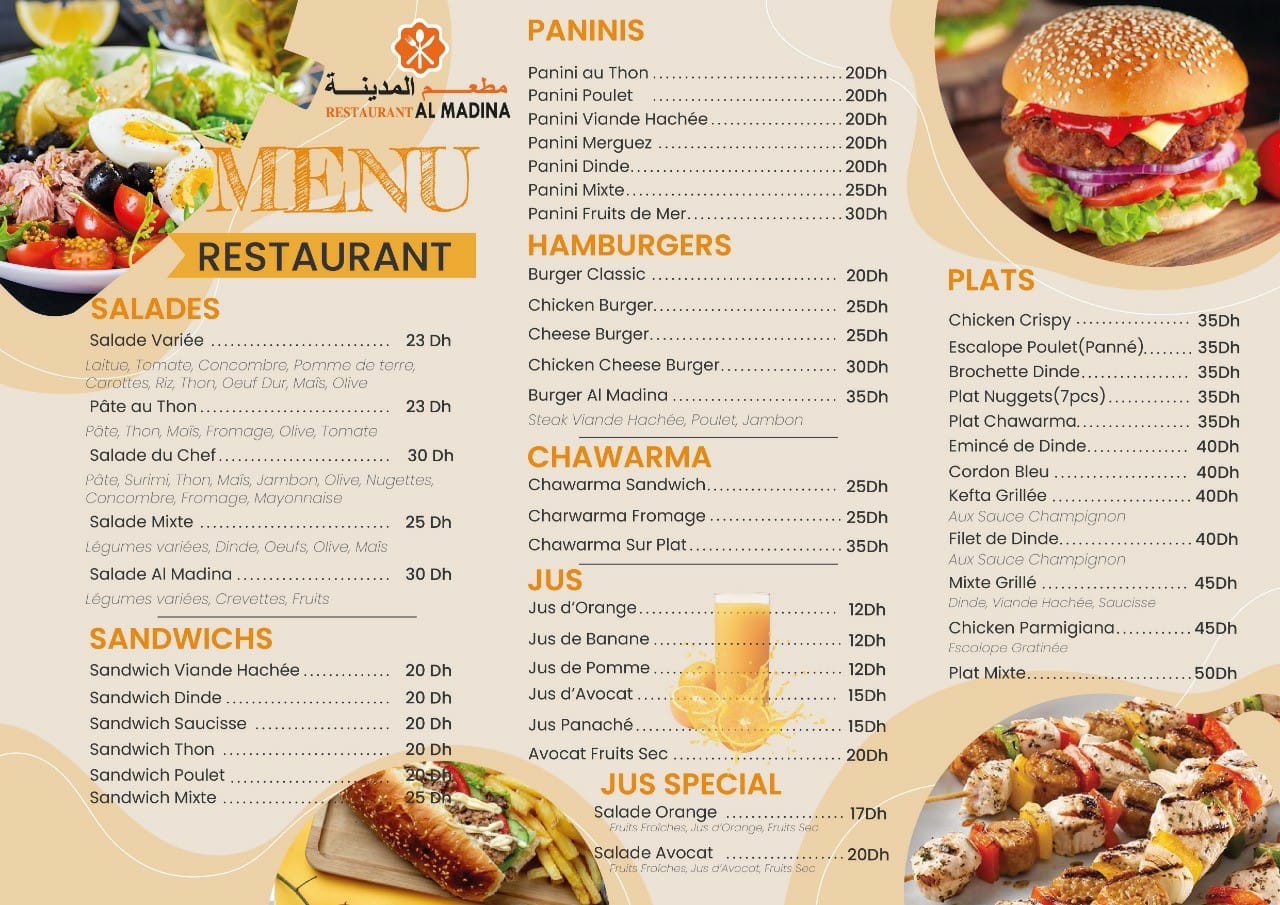 مطعم المدينة
RESTAURANT AL MADINA
MENU
RESTAURANT
SALADES
Salade Variée ........................... 23 Dh
Laitue, Tomate, Concombre, Pomme de terre,
Carottes, Riz, Thon, Oeuf Dur, Maîs, Olive
Pâte au Thon ............................ 23 Dh
Pâte, Thon, Maîs, Fromage, Olive, Tomate
Salade du Chef .......................... 30 Dh
Pâte, Surimi, Thon, Maîs, Jambon, Olive, Nugettes,
Concombre, Fromage, Mayonnaise
Salade Mixte ............................ 25 Dh
Légumes variées, Dinde, Oeufs, Olive, Maîs
Salade Al Madina ....................... 30 Dh
Légumes variées, Crevettes, Fruits
SANDWICHS
Sandwich Viande Hachée ............. 20 Dh
Sandwich Dinde ......................... 20 Dh
Sandwich Saucisse ..................... 20 Dh
Sandwich Thon ......................... 20 Dh
Sandwich Poulet ........................ 20 Dh
Sandwich Mixte ......................... 25 Dh
PANINIS
Panini au Thon ........................... 20Dh
Panini Poulet ........................... 20Dh
Panini Viande Hachée .................. 20Dh
Panini Merguez ......................... 20Dh
Panini Dinde ............................. 20Dh
Panini Mixte .............................. 25Dh
Panini Fruits de Mer ..................... 30Dh
HAMBURGERS
Burger Classic ........................... 20Dh
Chicken Burger .......................... 25Dh
Cheese Burger ........................... 25Dh
Chicken Cheese Burger ................ 30Dh
Burger Al Madina ....................... 35Dh
Steak Viande Hachée, Poulet, Jambon
CHAWARMA
Chawarma Sandwich ................... 25Dh
Charwarma Fromage .................. 25Dh
Chawarma Sur Plat ..................... 35Dh
JUS
Jus d'Orange ............................. 12Dh
Jus de Banane ........................... 12Dh
Jus de Pomme ........................... 12Dh
Jus d'Avocat ............................. 15Dh
Jus Panaché .............................. 15Dh
Avocat Fruits Sec ....................... 20Dh
JUS SPECIAL
Salade Orange .................. 17Dh
Fruits Fraîches, Jus d'Orange, Fruits Sec
Salade Avocat .................. 20Dh
Fruits Fraîches, Jus d'Avocat, Fruits Sec
PLATS
Chicken Crispy .................. 35Dh
Escalope Poulet(Panné) ....... 35Dh
Brochette Dinde ................. 35Dh
Plat Nuggets(7pcs) ............. 35Dh
Plat Chawarma .................. 35Dh
Emincé de Dinde ................ 40Dh
Cordon Bleu ..................... 40Dh
Kefta Grillée ..................... 40Dh
Aux Sauce Champignon
Filet de Dinde .................... 40Dh
Aux Sauce Champignon
Mixte Grillé ...................... 45Dh
Dinde, Viande Hachée, Saucisse
Chicken Parmigiana ............ 45Dh
Escalope Gratinée
Plat Mixte ........................ 50Dh